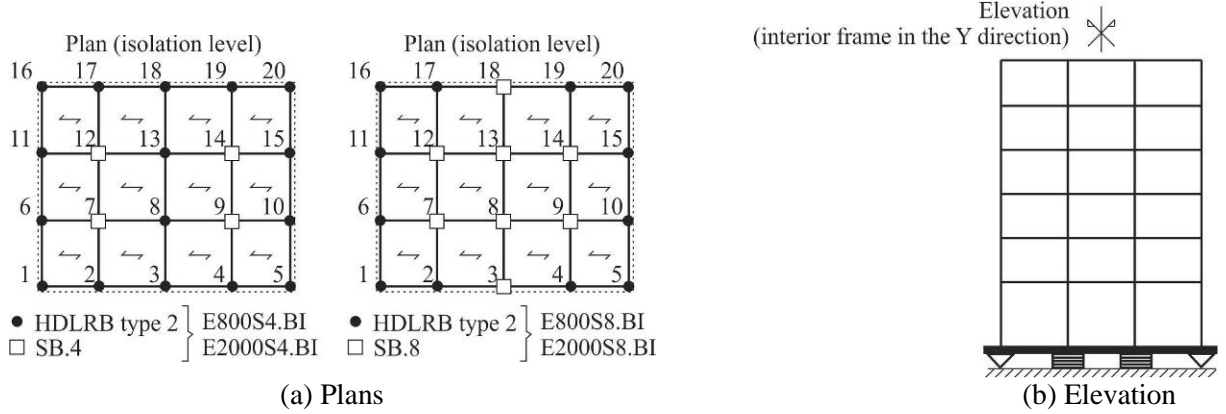 Plan (isolation level)
16 17 18 19 20
11 12 13 14 15
6 7 8 9 10
1 2 3 4 5
● HDLRB type 2
□ SB.4
E800S4.BI
E2000S4.BI
Plan (isolation level)
16 17 18 19 20
11 12 13 14 15
6 7 8 9 10
1 2 3 4 5
● HDLRB type 2
□ SB.8
E800S8.BI
E2000S8.BI
(a) Plans
Elevation
(interior frame in the Y direction)
(b) Elevation